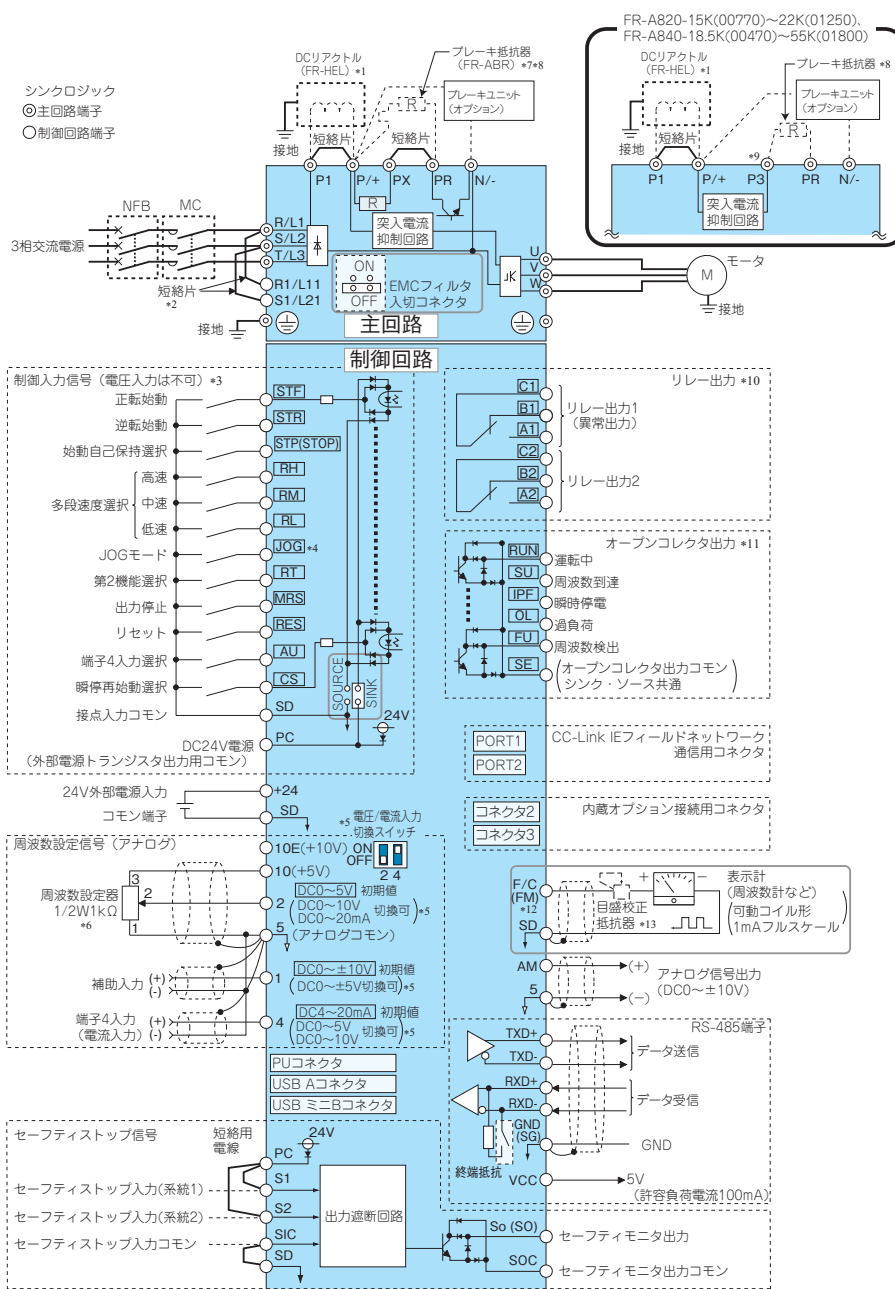 FR-A820-15K(00770)～22K(01250)、
FR-A840-18.5K(00470)～55K(01800)
DCリアクトル
(FR-HEL) *1
ブレーキ抵抗器 *8
ブレーキユニット
(オプション)
R
短絡片
接地
*9
P1
P/+
P3
PR
N/-
突入電流
抑制回路
シンクロジック
主回路端子
制御回路端子
DCリアクトル
(FR-HEL) *1
ブレーキ抵抗器
(FR-ABR) *7*8
ブレーキユニット
(オプション)
R
接地
短絡片
短絡片
P1
P/+
PX
PR
N/-
R
突入電流
抑制回路
NFB
MC
3相交流電源
R/L1
S/L2
T/L3
R1/L11
S1/L21
短絡片
*2
接地
ON
OFF
EMCフィルタ
入切コネクタ
主回路
U
V
W
M
モータ
接地
制御回路
制御入力信号（電圧入力は不可）*3
正転始動
STF
逆転始動
STR
始動自己保持選択
STP(STOP)
多段速度選択
高速
RH
中速
RM
低速
RL
JOGモード
JOG *4
第2機能選択
RT
出力停止
MRS
リセット
RES
端子4入力選択
AU
瞬停再始動選択
CS
接点入力コモン
SD
SOURCE
SINK
24V
DC24V電源
PC
(外部電源トランジスタ出力用コモン)
24V外部電源入力
+24
コモン端子
SD
リレー出力 *10
C1
B1
A1
リレー出力1
(異常出力)
C2
B2
A2
リレー出力2
オープンコレクタ出力 *11
RUN
運転中
SU
周波数到達
IPF
瞬時停電
OL
過負荷
FU
周波数検出
SE
オープンコレクタ出力コモン
シンク・ソース共通
PORT1
PORT2
CC-Link IEフィールドネットワーク
通信用コネクタ
コネクタ2
コネクタ3
内蔵オプション接続用コネクタ
周波数設定信号（アナログ）
*5 電圧/電流入力
切換スイッチ
ON
OFF
2 4
10E(+10V)
10(+5V)
周波数設定器
1/2W1kΩ
*6
3
2
1
2
DC0～5V 初期値
DC0～10V
DC0～20mA
切換可 *5
5
(アナログコモン)
補助入力
(+)
(-)
1
DC0～±10V 初期値
(DC0～±5V切換可)*5
端子4入力
(電流入力)
(+)
(-)
4
DC4～20mA 初期値
DC0～5V
DC0～10V
切換可 *5
F/C
(FM)
*12
SD
目盛校正
抵抗器 *13
+
−
表示計
(周波数計など)
可動コイル形
1mAフルスケール
AM
(+)
5
(−)
アナログ信号出力
(DC0～±10V)
PUコネクタ
USB Aコネクタ
USB ミニBコネクタ
RS-485端子
TXD+
TXD-
データ送信
RXD+
RXD-
データ受信
GND
(SG)
GND
終端抵抗
VCC
5V
(許容負荷電流100mA)
セーフティストップ信号
短絡用
電線
24V
PC
S1
セーフティストップ入力(系統1)
S2
セーフティストップ入力(系統2)
SIC
セーフティストップ入力コモン
SD
出力遮断回路
So (SO)
セーフティモニタ出力
SOC
セーフティモニタ出力コモン